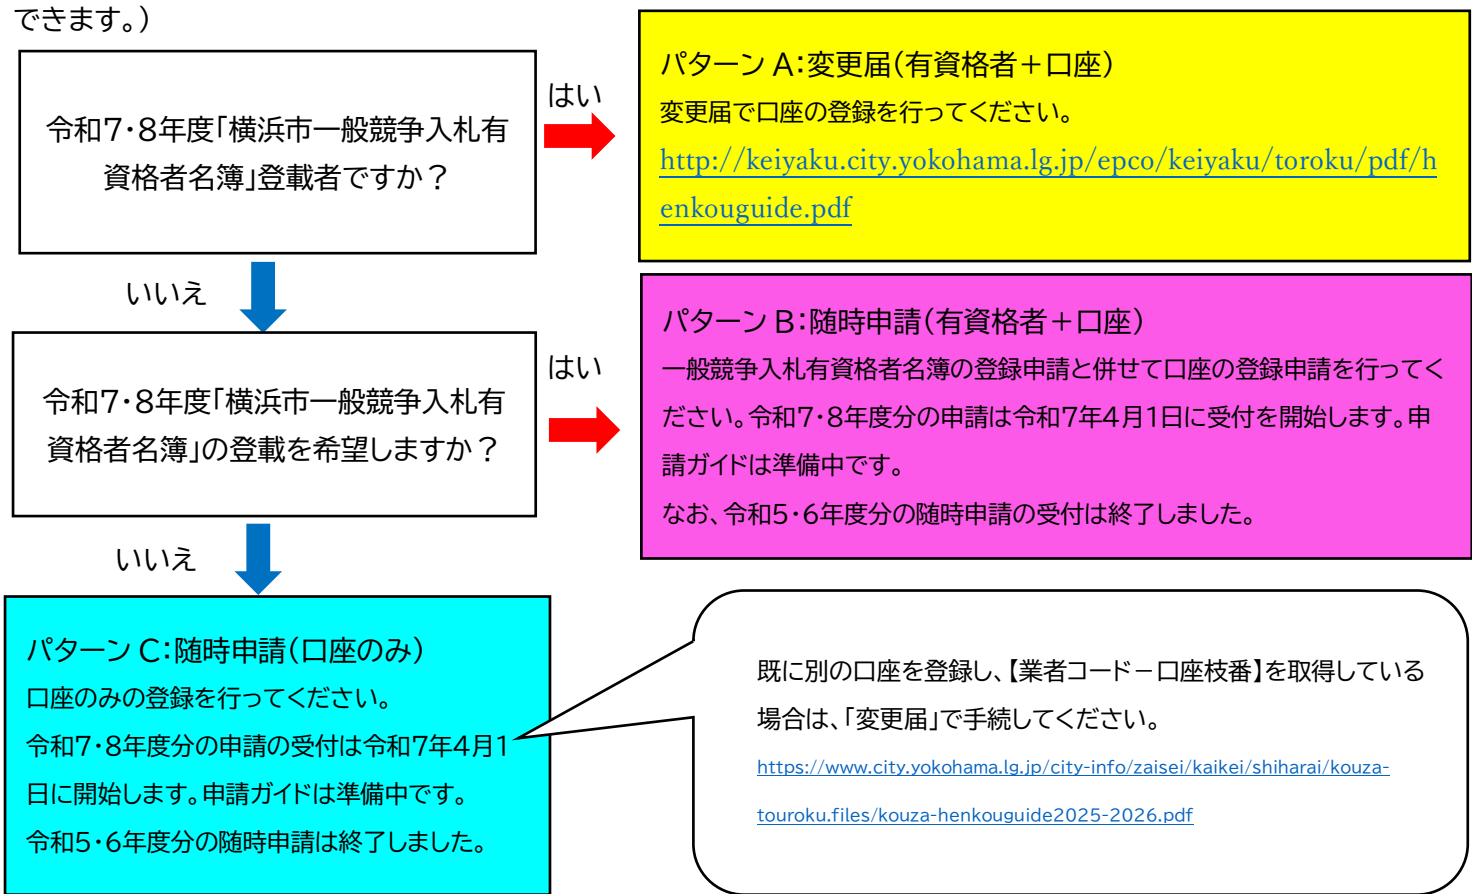 できます。）
令和7・8年度「横浜市一般競争入札有
資格者名簿」登載者ですか？
はい
パターン A：変更届（有資格者＋口座）
変更届で口座の登録を行ってください。
http://keiyaku.city.yokohama.lg.jp/epco/keiyaku/toroku/pdf/h
enkouguide.pdf
いいえ
令和7・8年度「横浜市一般競争入札有
資格者名簿」の登載を希望しますか？
はい
パターン B：随時申請（有資格者＋口座）
一般競争入札有資格者名簿の登録申請と併せて口座の登録申請を行ってく
ださい。令和7・8年度分の申請は令和7年4月1日に受付を開始します。申
請ガイドは準備中です。
なお、令和5・6年度分の随時申請の受付は終了しました。
いいえ
パターン C：随時申請（口座のみ）
口座のみの登録を行ってください。
令和7・8年度分の申請の受付は令和7年4月1
日に開始します。申請ガイドは準備中です。
令和5・6年度分の随時申請は終了しました。
既に別の口座を登録し、【業者コード－口座枝番】を取得している
場合は、「変更届」で手続してください。
https://www.city.yokohama.lg.jp/city-info/zaisei/kaikei/shiharai/kouza-
touroku.files/kouza-henkouguide2025-2026.pdf